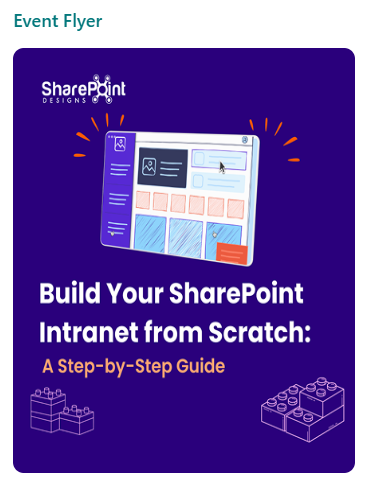 Event Flyer
SharePoint
DESIGNS
Build Your SharePoint
Intranet from Scratch:
A Step-by-Step Guide